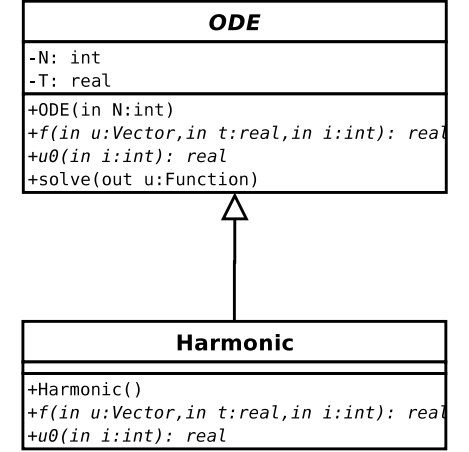 ODE
-N: int
-T: real
+ODE(in N:int)
+f(in u:Vector,in t:real,in i:int): real
+u0(in i:int): real
+solve(out u:Function)
Harmonic
+Harmonic()
+f(in u:Vector,in t:real,in i:int): real
+u0(in i:int): real